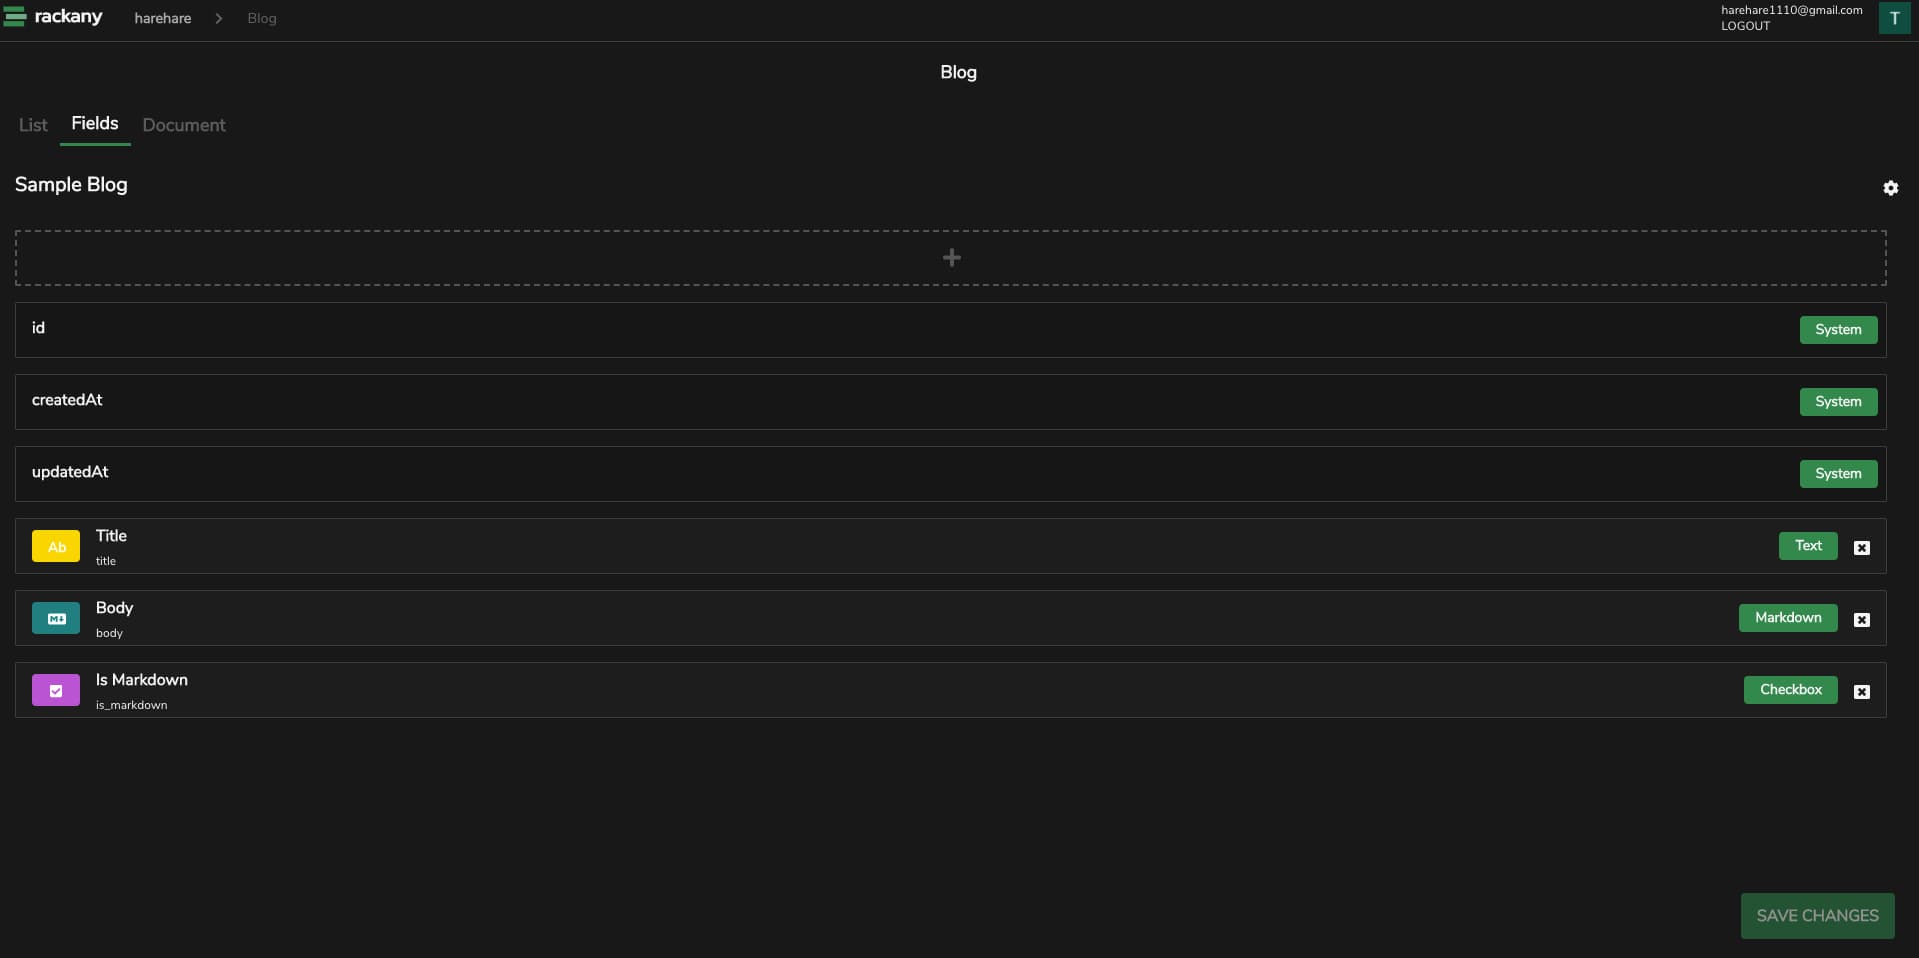 rackany
harehare
Blog
harehare1110@gmail.com
LOGOUT
T
Blog
List
Fields
Document
Sample Blog
id
System
createdAt
System
updatedAt
System
Ab
Title
title
Text
M
Body
body
Markdown
Is Markdown
is_markdown
Checkbox
SAVE CHANGES